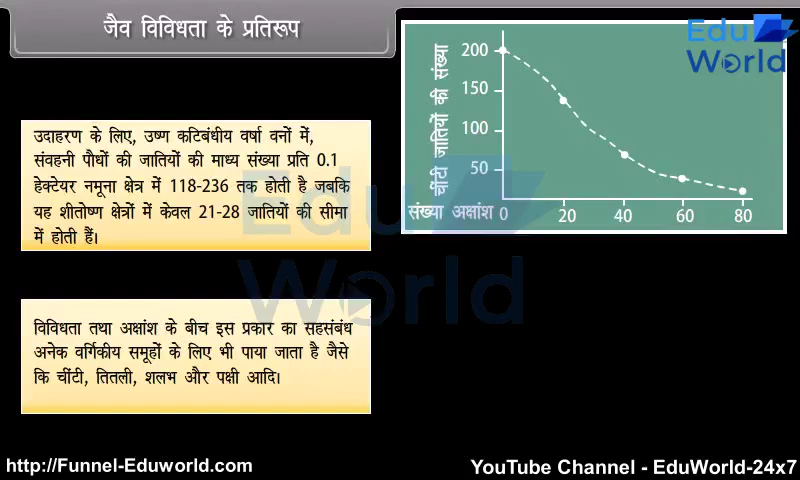 जैव विविधता के प्रतिरूप
Edu
World
उदाहरण के लिए, उष्ण कटिबंधीय वर्षा वनों में,
संवहनी पौधों की जातियों की माध्य संख्या प्रति 0.1
हेक्टेयर नमूना क्षेत्र में 118-236 तक होती है जबकि
यह शीतोष्ण क्षेत्रों में केवल 21-28 जातियों की सीमा
में होती हैं।
चींटी जातियों की संख्या
200
150
100
50
संख्या अक्षांश 0 20 40 60 80
Edu
World
विविधता तथा अक्षांश के बीच इस प्रकार का सहसंबंध
अनेक वर्गिकीय समूहों के लिए भी पाया जाता है जैसे
कि चींटी, तितली, शलभ और पक्षी आदि।
http://Funnel-Eduworld.com
YouTube Channel - EduWorld-24x7